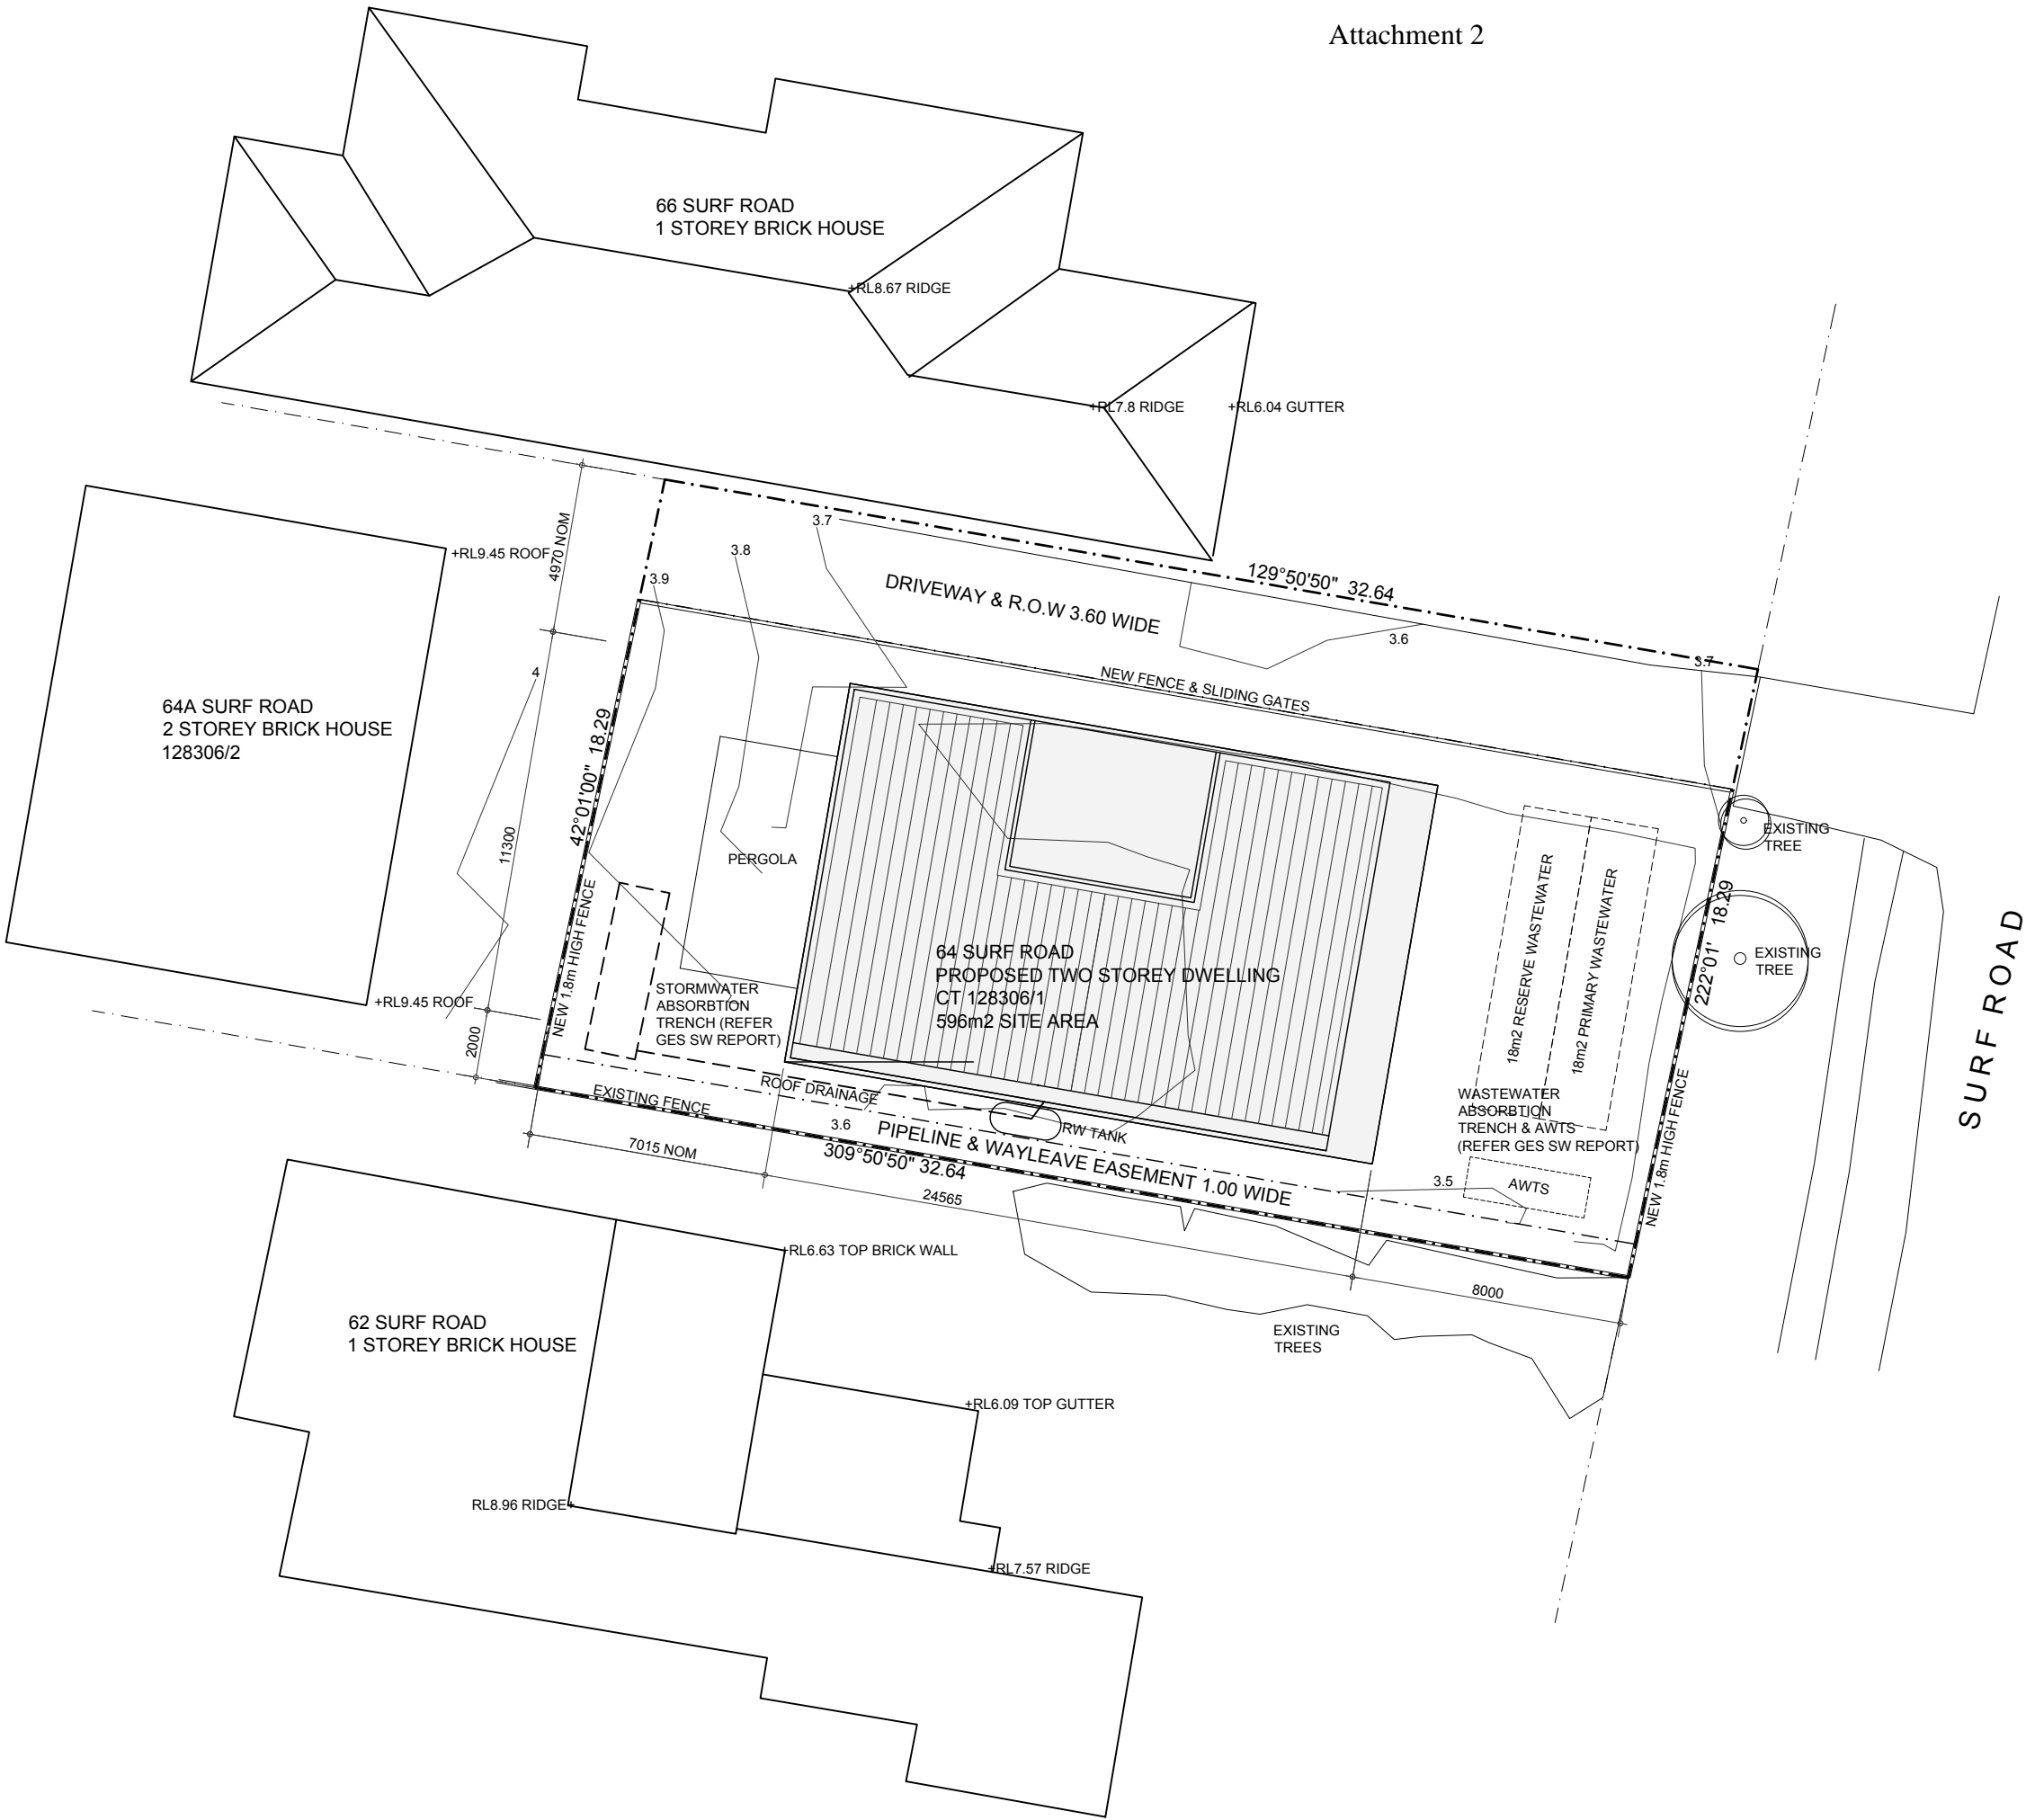 Attachment 2
66 SURF ROAD
1 STOREY BRICK HOUSE
+RL8.67 RIDGE
+RL7.8 RIDGE
+RL6.04 GUTTER
4970 NOM
+RL9.45 ROOF
3.7
3.8
3.9
DRIVEWAY & R.O.W 3.60 WIDE
129°50'50" 32.64
3.6
3.7
NEW FENCE & SLIDING GATES
4
64A SURF ROAD
2 STOREY BRICK HOUSE
128306/2
42°01'00" 18.29
11300
PERGOLA
NEW 1.8m HIGH FENCE
EXISTING
TREE
18m2 RESERVE WASTEWATER
18m2 PRIMARY WASTEWATER
222°01' 18.29
EXISTING
TREE
SURF ROAD
64 SURF ROAD
PROPOSED TWO STOREY DWELLING
CT 128306/1
596m2 SITE AREA
STORMWATER
ABSORBTION
TRENCH (REFER
GES SW REPORT)
+RL9.45 ROOF
2000
ROOF DRAINAGE
EXISTING FENCE
3.6
RW TANK
PIPELINE & WAYLEAVE EASEMENT 1.00 WIDE
309°50'50" 32.64
WASTEWATER
ABSORBTION
TRENCH & AWTS
(REFER GES SW REPORT)
NEW 1.8m HIGH FENCE
7015 NOM
24565
3.5
AWTS
8000
+RL6.63 TOP BRICK WALL
62 SURF ROAD
1 STOREY BRICK HOUSE
EXISTING
TREES
+RL6.09 TOP GUTTER
RL8.96 RIDGE+
+RL7.57 RIDGE